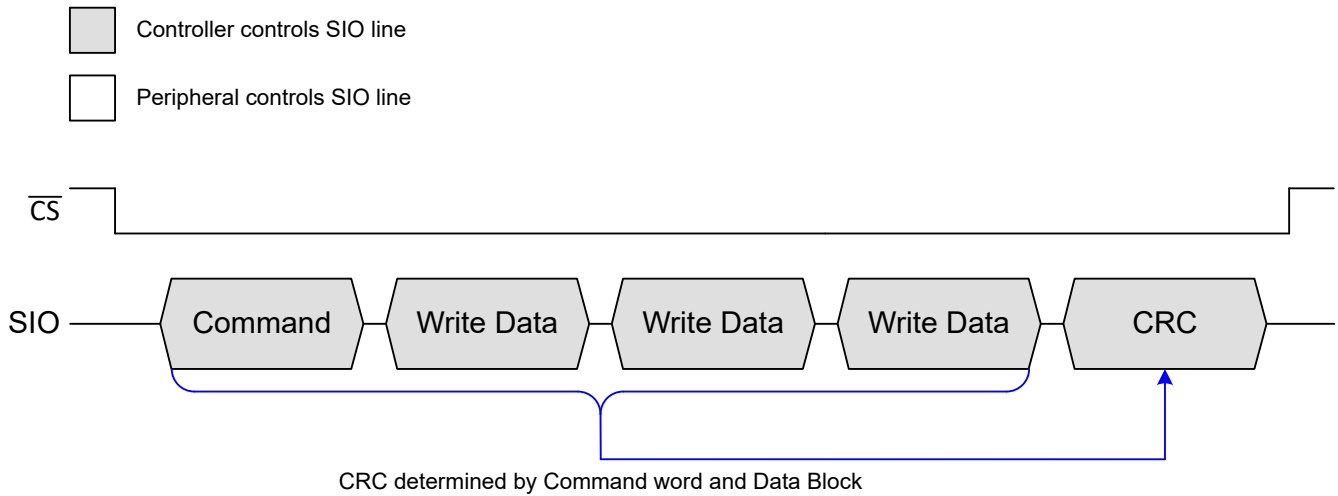 Controller controls SIO line
Peripheral controls SIO line
CS
SIO Command Write Data Write Data Write Data CRC
CRC determined by Command word and Data Block